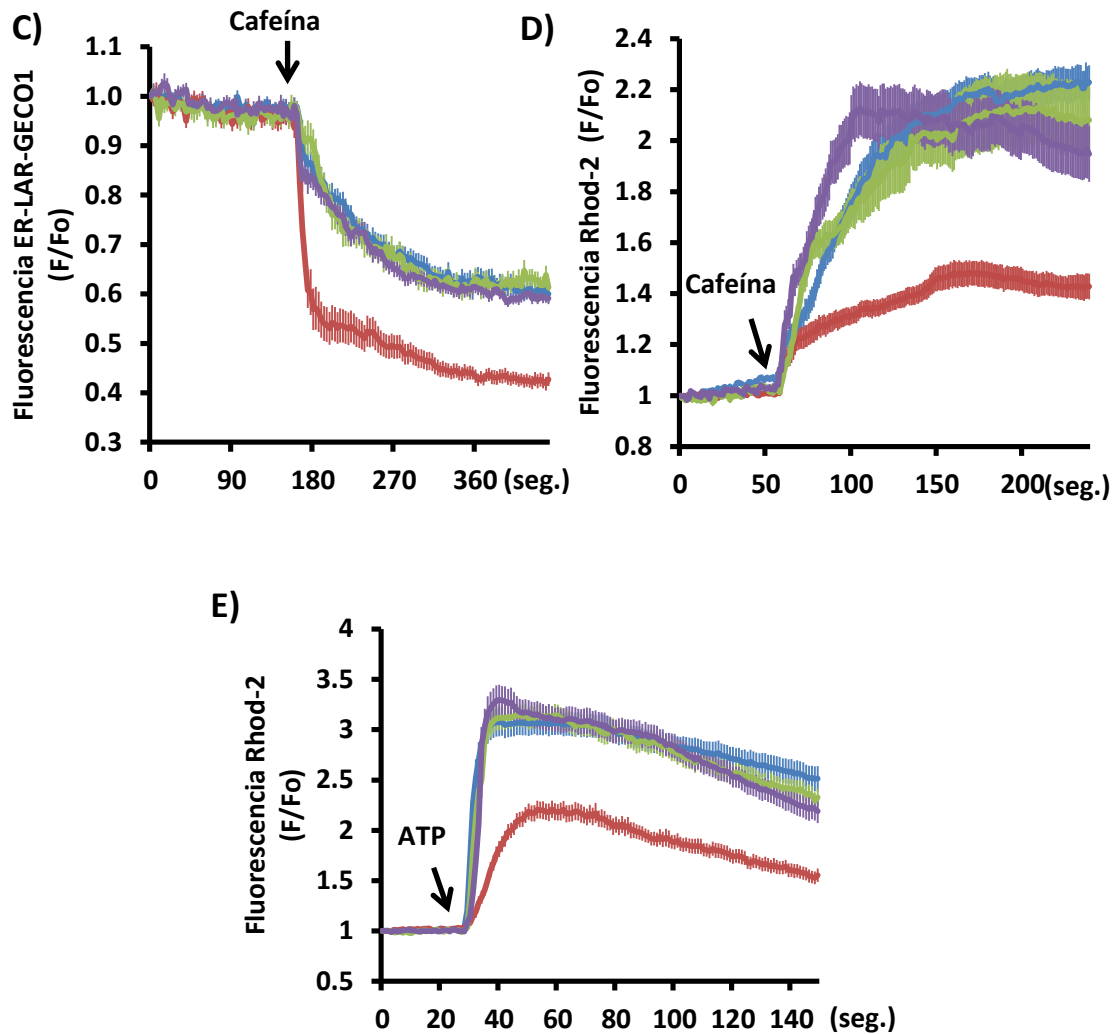 C)
Cafeína
Fluorescencia ER-LAR-GECO1
(F/Fo)
1.1
1.0
0.9
0.8
0.7
0.6
0.5
0.4
0.3
0 90 180 270 360 (seg.)
D)
Cafeína
Fluorescencia Rhod-2 (F/Fo)
2.4
2.2
2
1.8
1.6
1.4
1.2
1
0.8
0 50 100 150 200 (seg.)
E)
ATP
Fluorescencia Rhod-2
(F/Fo)
4
3.5
3
2.5
2
1.5
1
0.5
0 20 40 60 80 100 120 140 (seg.)